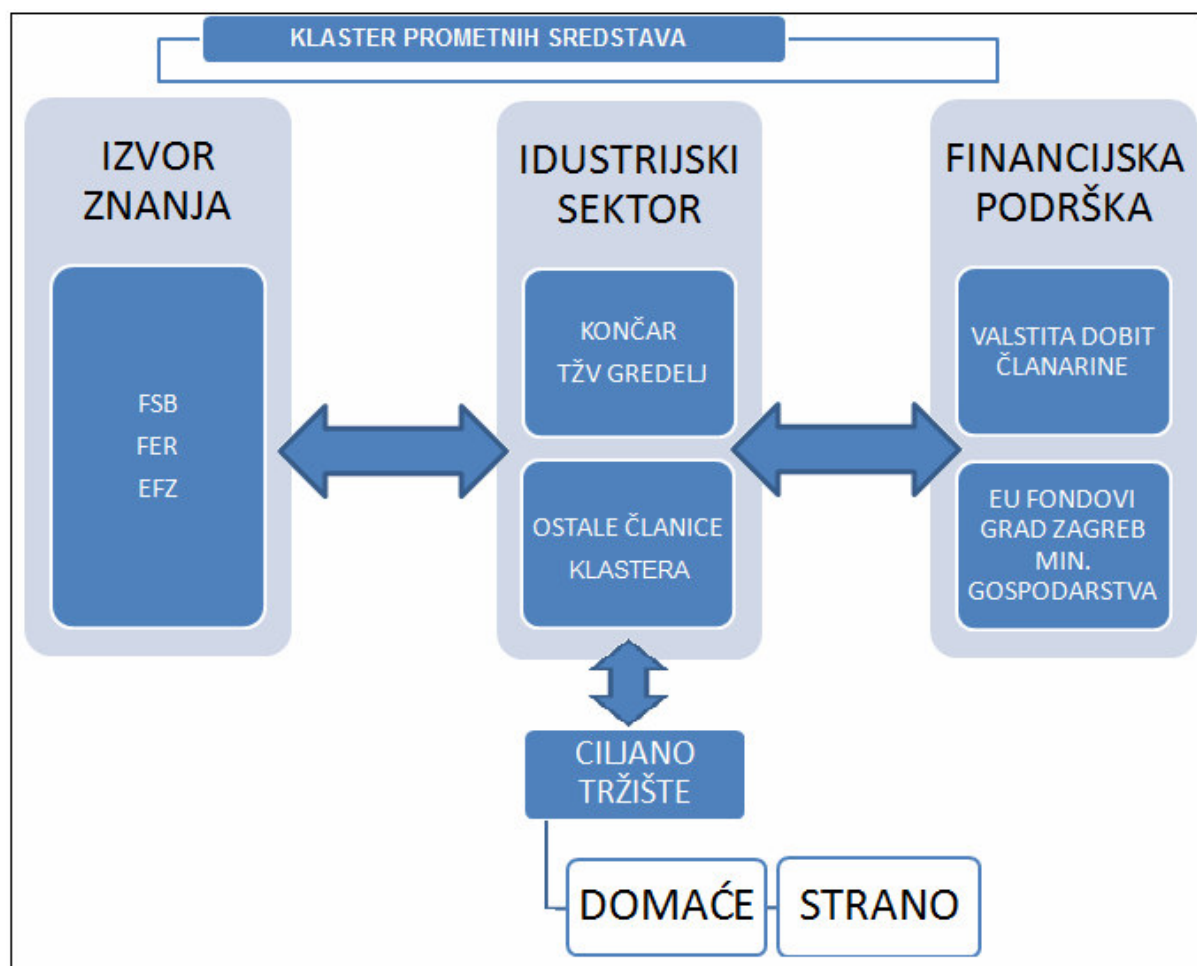 KLASTER PROMETNIH SREDSTAVA
IZVOR
ZNANJA
FSB
FER
EFZ
IDUSTRIJSKI
SEKTOR
KONČAR
TŽV GREDELJ
OSTALE ČLANICE
KLASTERA
FINANCIJSKA
PODRŠKA
VALSTITA DOBIT
ČLANARINE
EU FONDOVI
GRAD ZAGREB
MIN.
GOSPODARSTVA
CILJANO
TRŽIŠTE
DOMAĆE
STRANO